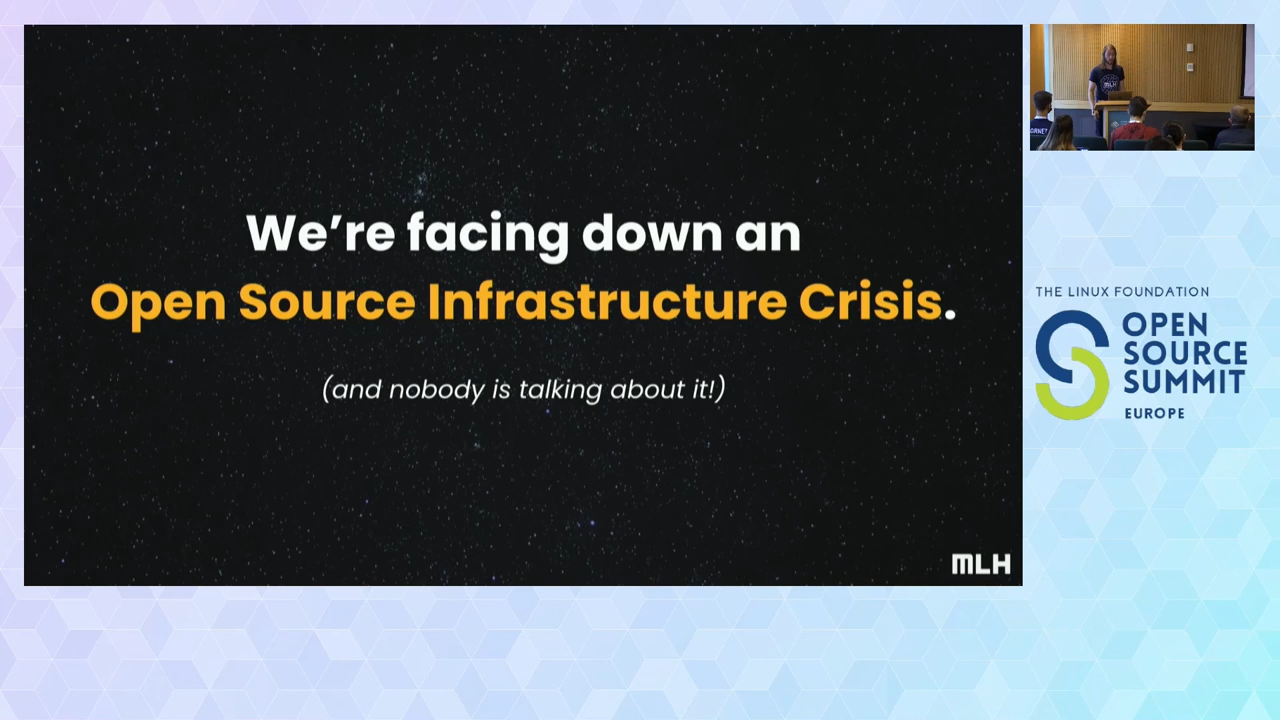 We're facing down an
Open Source Infrastructure Crisis.
(and nobody is talking about it!)
MLH
MLH
THE LINUX FOUNDATION
OPEN
SOURCE
SUMMIT
EUROPE